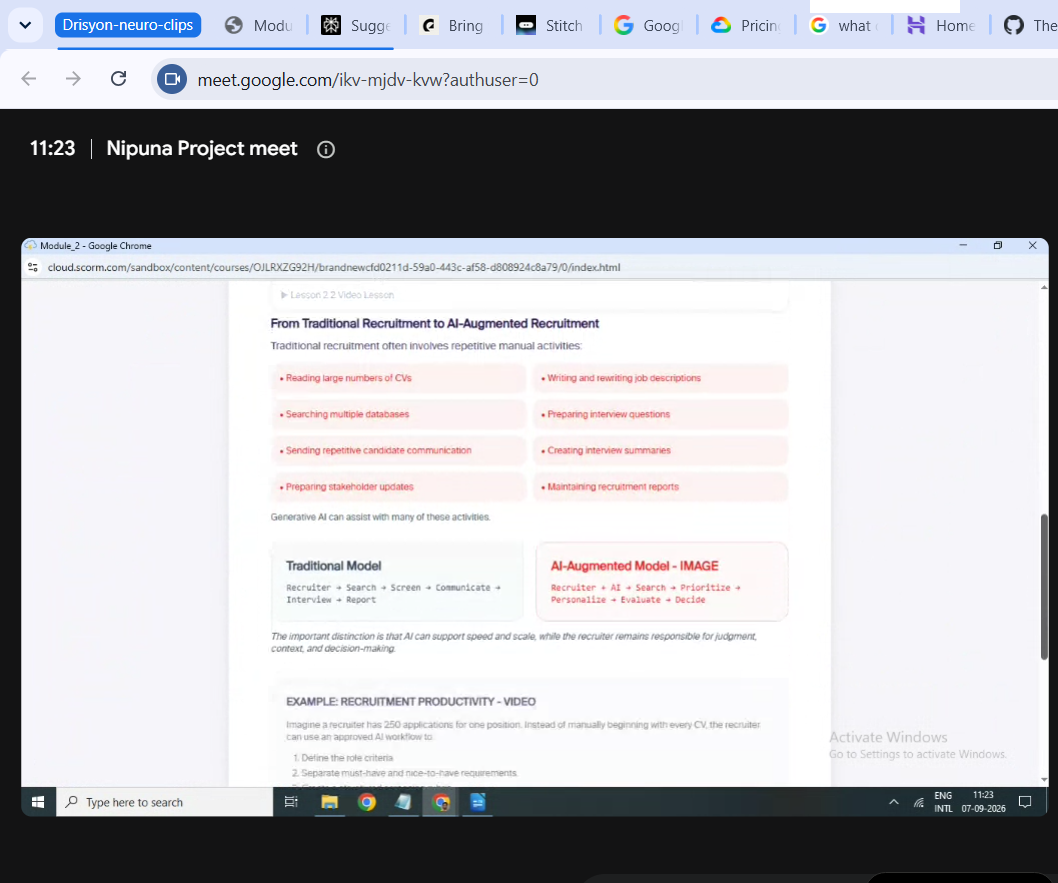 Drisyon-neuro-clips
Modu
Sugge
Bring
Stitch
Goog
Pricin
what
Home
The
meet.google.com/ikv-mjdv-kvw?authuser=0
11:23
Nipuna Project meet
Module_2 - Google Chrome
cloud.scorm.com/sandbox/content/courses/OJLRXZG92H/brandnewcfd0211d-59a0-443c-af58-d808924c8a79/0/index.html
▶ Lesson 2.2 Video Lesson
From Traditional Recruitment to AI-Augmented Recruitment
Traditional recruitment often involves repetitive manual activities:
• Reading large numbers of CVs
• Writing and rewriting job descriptions
• Searching multiple databases
• Preparing interview questions
• Sending repetitive candidate communication
• Creating interview summaries
• Preparing stakeholder updates
• Maintaining recruitment reports
Generative AI can assist with many of these activities.
Traditional Model
Recruiter → Search → Screen → Communicate →
Interview → Report
AI-Augmented Model - IMAGE
Recruiter + AI → Search → Prioritize →
Personalize → Evaluate → Decide
The important distinction is that AI can support speed and scale, while the recruiter remains responsible for judgment,
context, and decision-making.
EXAMPLE: RECRUITMENT PRODUCTIVITY - VIDEO
Imagine a recruiter has 250 applications for one position. Instead of manually beginning with every CV, the recruiter
can use an approved AI workflow to:
1. Define the role criteria
2. Separate must-have and nice-to-have requirements.
Activate Windows
Go to Settings to activate Windows.
Type here to search
ENG
INTL
11:23
07-09-2026